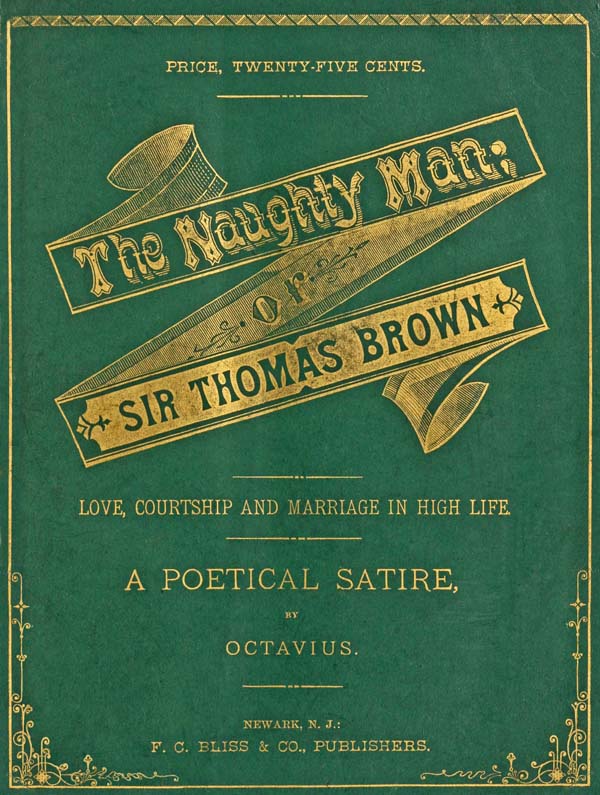 PRICE, TWENTY-FIVE CENTS.
The Naughty Man;
Or.
SIR THOMAS BROWN
LOVE, COURTSHIP AND MARRIAGE IN HIGH LIFE.
A POETICAL SATIRE,
BY
OCTAVIUS.
NEWARK, N. J.:
F. C. BLISS & CO., PUBLISHERS.